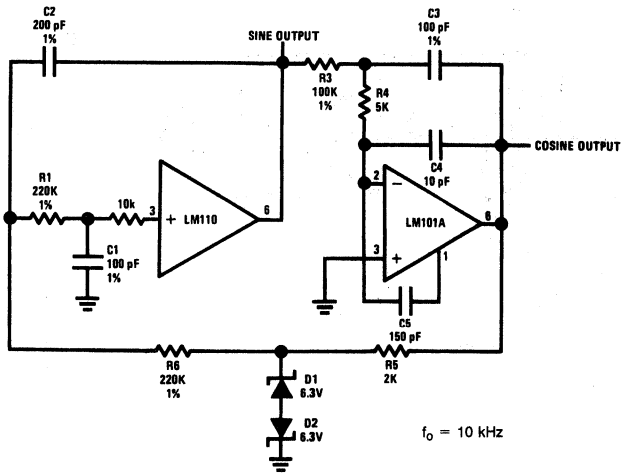 C2
200 pF
1%
SINE OUTPUT
C3
100 pF
1%
R3
100K
1%
R4
5K
C4
10 pF
COSINE OUTPUT
R1
220K
1%
10k
3
+
LM110
6
2
−
LM101A
6
3
+
1
C1
100 pF
1%
C5
150 pF
R6
220K
1%
R5
2K
D1
6.3V
D2
6.3V
fo = 10 kHz